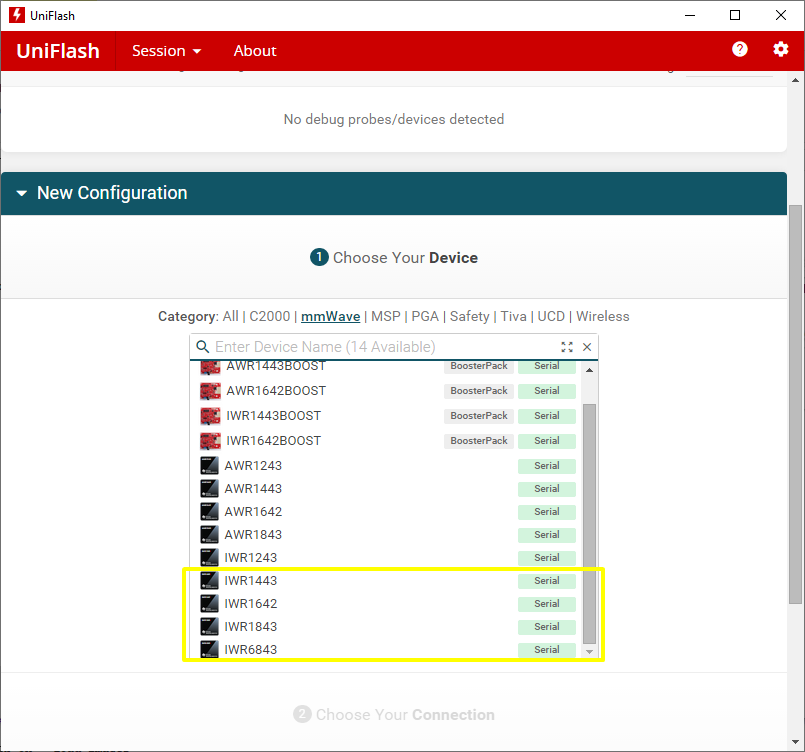 UniFlash
UniFlash Session About ?
No debug probes/devices detected
New Configuration
1 Choose Your Device
Category: All | C2000 | mmWave | MSP | PGA | Safety | Tiva | UCD | Wireless
Enter Device Name (14 Available)
AWR1443BOOST BoosterPack Serial
AWR1642BOOST BoosterPack Serial
IWR1443BOOST BoosterPack Serial
IWR1642BOOST BoosterPack Serial
AWR1243 Serial
AWR1443 Serial
AWR1642 Serial
AWR1843 Serial
IWR1243 Serial
IWR1443 Serial
IWR1642 Serial
IWR1843 Serial
IWR6843 Serial
2 Choose Your Connection